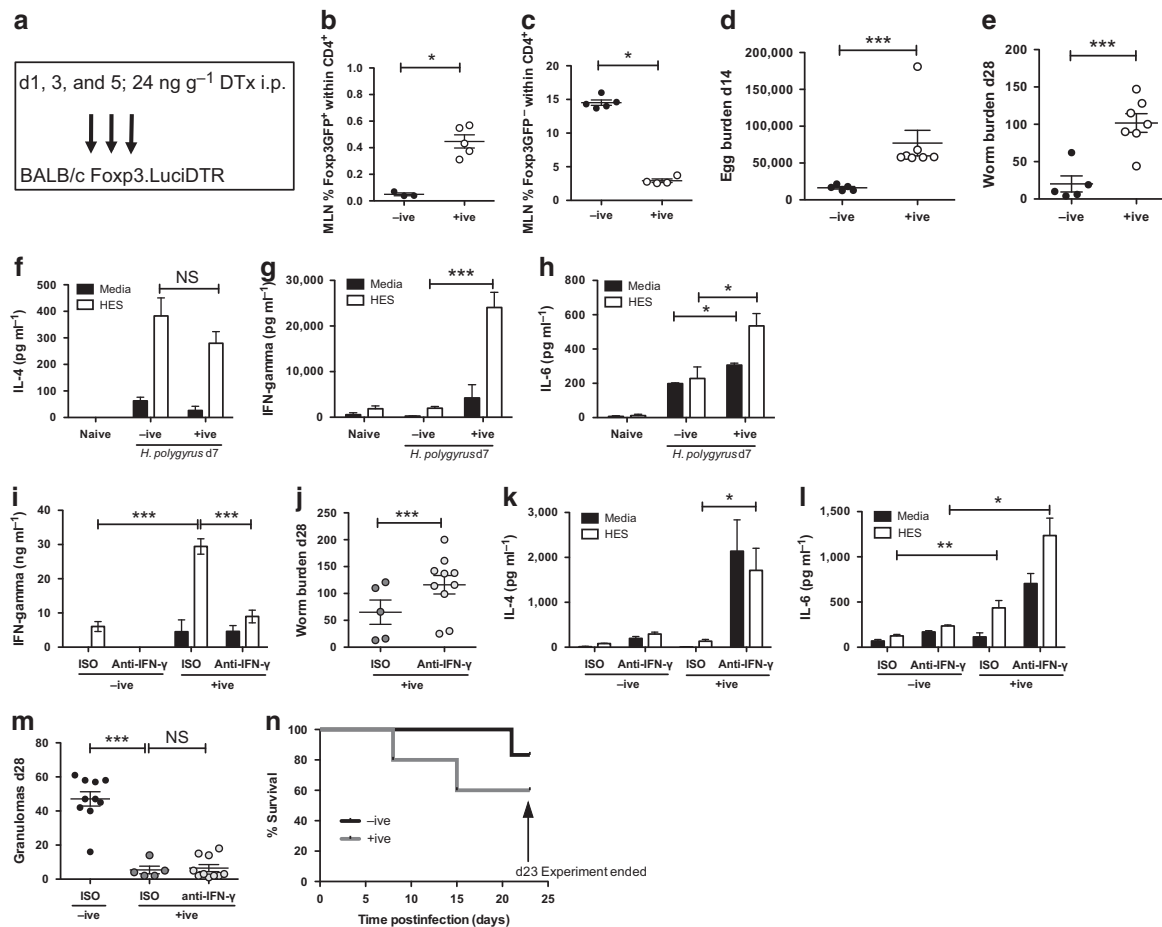 a
d1, 3, and 5; 24 ng g⁻¹ DTx i.p.
BALB/c Foxp3.LuciDTR
b
MLN % Foxp3GFP⁺ within CD4⁺
1.0
0.8
0.6
0.4
0.2
0.0
*
–ive
+ive
c
MLN % Foxp3GFP⁻ within CD4⁺
20
15
10
5
0
*
–ive
+ive
d
Egg burden d14
200,000
150,000
100,000
50,000
0
***
–ive
+ive
e
Worm burden d28
200
150
100
50
0
***
–ive
+ive
f
IL-4 (pg ml⁻¹)
500
400
300
200
100
0
Media
HES
NS
Naive
–ive
+ive
H. polygyrus d7
g
IFN-gamma (pg ml⁻¹)
30,000
20,000
10,000
0
Media
HES
***
Naive
–ive
+ive
H. polygyrus d7
h
IL-6 (pg ml⁻¹)
800
600
400
200
0
Media
HES
*
*
Naive
–ive
+ive
H. polygyrus d7
i
IFN-gamma (ng ml⁻¹)
40
30
20
10
0
***
***
ISO
Anti-IFN-γ
ISO
Anti-IFN-γ
–ive
+ive
j
Worm burden d28
250
200
150
100
50
0
***
ISO
Anti-IFN-γ
+ive
k
IL-4 (pg ml⁻¹)
3,000
2,000
1,000
0
Media
HES
*
ISO
Anti-IFN-γ
ISO
Anti-IFN-γ
–ive
+ive
l
IL-6 (pg ml⁻¹)
1,500
1,000
500
0
Media
HES
*
**
ISO
Anti-IFN-γ
ISO
Anti-IFN-γ
–ive
+ive
m
Granulomas d28
80
60
40
20
0
***
NS
ISO
ISO
anti-IFN-γ
–ive
+ive
n
% Survival
100
80
60
40
20
0
–ive
+ive
d23 Experiment ended
0
5
10
15
20
25
Time postinfection (days)